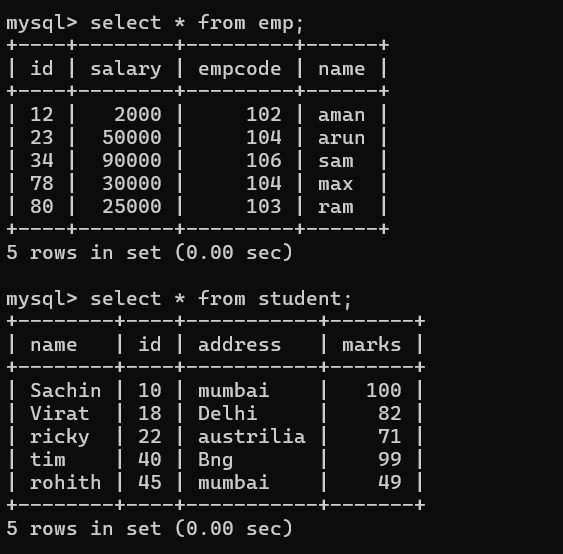 mysql> select * from emp;
+----+--------+---------+------+
| id | salary | empcode | name |
+----+--------+---------+------+
| 12 |   2000 |     102 | aman |
| 23 |  50000 |     104 | arun |
| 34 |  90000 |     106 | sam  |
| 78 |  30000 |     104 | max  |
| 80 |  25000 |     103 | ram  |
+----+--------+---------+------+
5 rows in set (0.00 sec)

mysql> select * from student;
+--------+----+-----------+-------+
| name   | id | address   | marks |
+--------+----+-----------+-------+
| Sachin | 10 | mumbai    |   100 |
| Virat  | 18 | Delhi     |    82 |
| ricky  | 22 | austrilia |    71 |
| tim    | 40 | Bng       |    99 |
| rohith | 45 | mumbai    |    49 |
+--------+----+-----------+-------+
5 rows in set (0.00 sec)